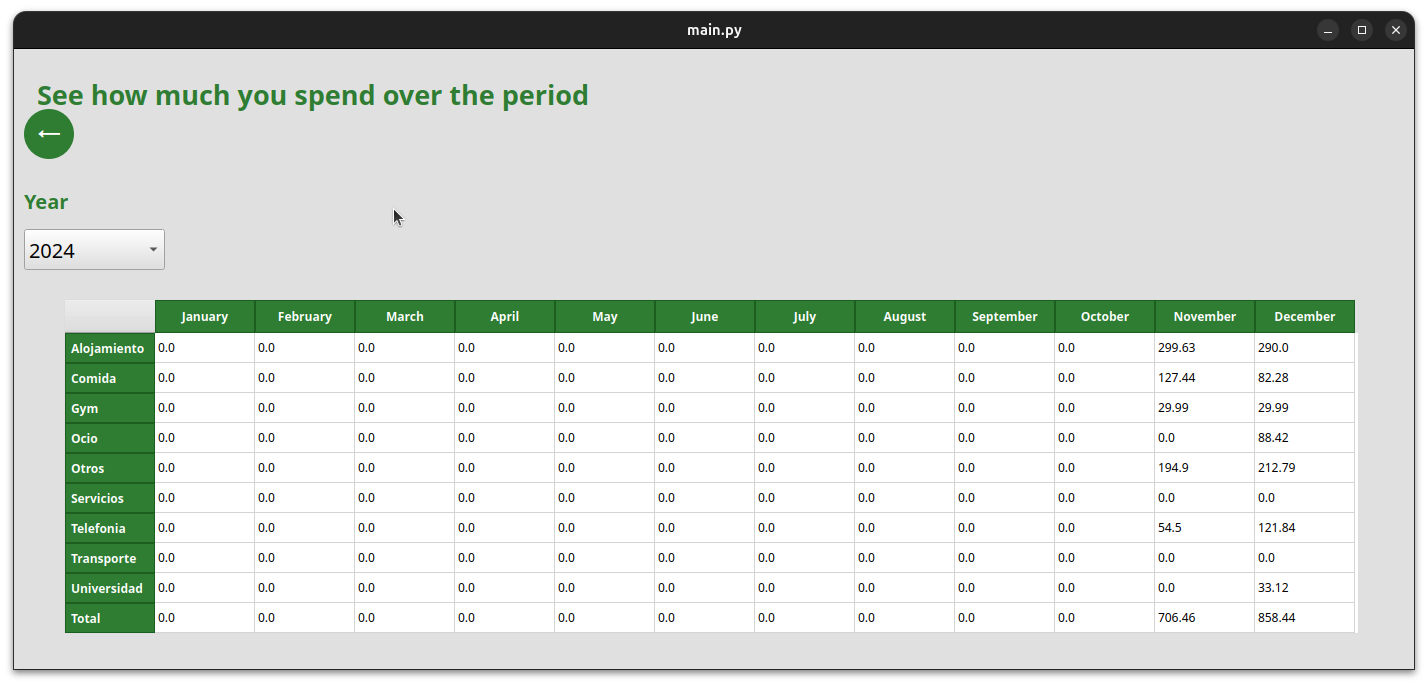 main.py
See how much you spend over the period
←
Year
2024
January February March April May June July August September October November December
Alojamiento 0.0 0.0 0.0 0.0 0.0 0.0 0.0 0.0 0.0 0.0 299.63 290.0
Comida 0.0 0.0 0.0 0.0 0.0 0.0 0.0 0.0 0.0 0.0 127.44 82.28
Gym 0.0 0.0 0.0 0.0 0.0 0.0 0.0 0.0 0.0 0.0 29.99 29.99
Ocio 0.0 0.0 0.0 0.0 0.0 0.0 0.0 0.0 0.0 0.0 0.0 88.42
Otros 0.0 0.0 0.0 0.0 0.0 0.0 0.0 0.0 0.0 0.0 194.9 212.79
Servicios 0.0 0.0 0.0 0.0 0.0 0.0 0.0 0.0 0.0 0.0 0.0 0.0
Telefonia 0.0 0.0 0.0 0.0 0.0 0.0 0.0 0.0 0.0 0.0 54.5 121.84
Transporte 0.0 0.0 0.0 0.0 0.0 0.0 0.0 0.0 0.0 0.0 0.0 0.0
Universidad 0.0 0.0 0.0 0.0 0.0 0.0 0.0 0.0 0.0 0.0 0.0 33.12
Total 0.0 0.0 0.0 0.0 0.0 0.0 0.0 0.0 0.0 0.0 706.46 858.44